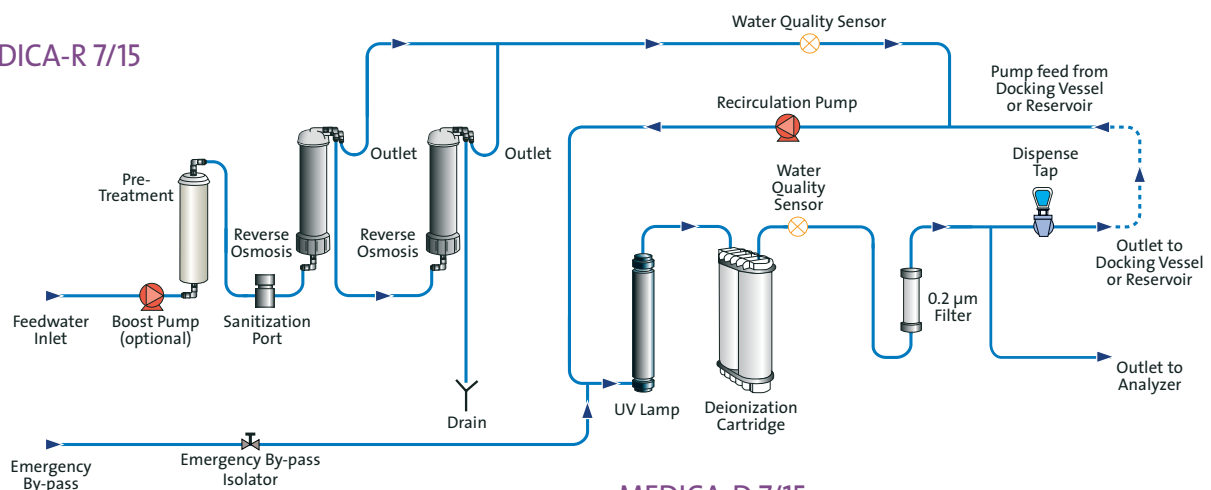 DICA-R 7/15
Water Quality Sensor
Pump feed from
Docking Vessel
or Reservoir
Recirculation Pump
Outlet
Outlet
Dispense
Tap
Water
Quality
Sensor
Pre-
Treatment
Reverse
Osmosis
Reverse
Osmosis
Outlet to
Docking Vessel
or Reservoir
0.2 µm
Filter
Feedwater
Inlet
Boost Pump
(optional)
Sanitization
Port
Outlet to
Analyzer
UV Lamp
Deionization
Cartridge
Drain
Emergency By-pass
Isolator
Emergency
By-pass
MEDICA-D 7/15